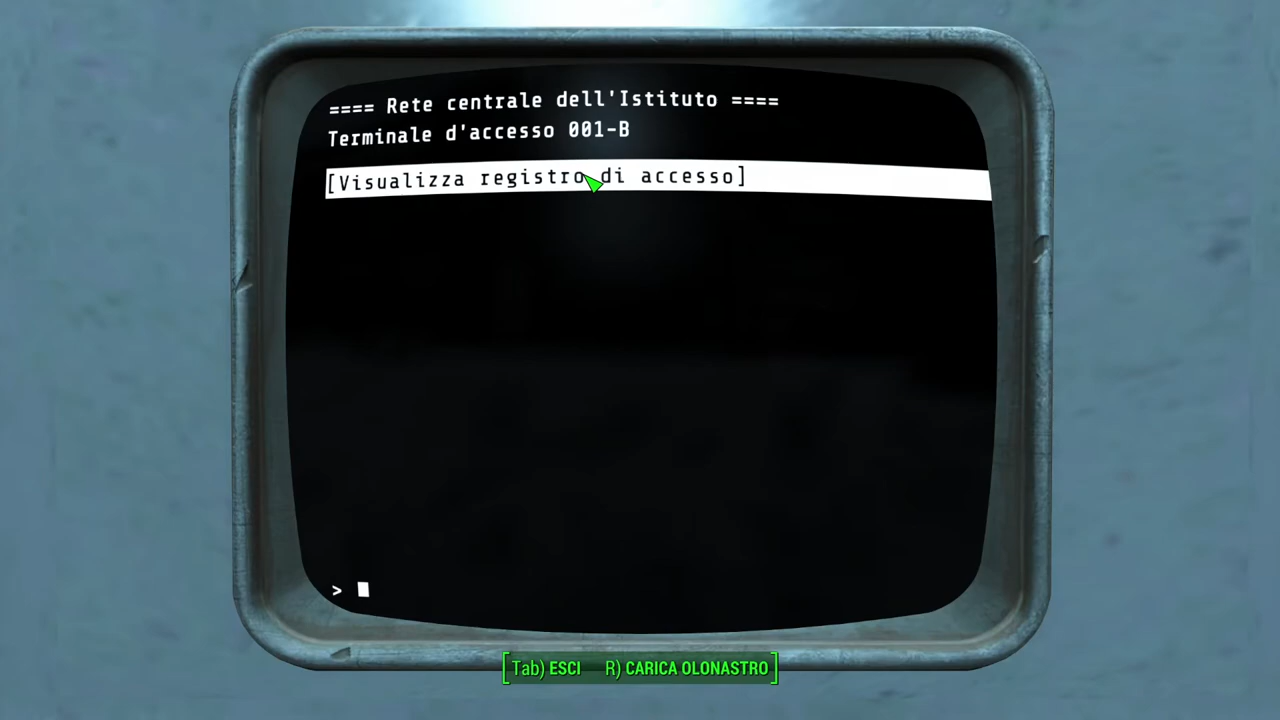 ==== Rete centrale dell'Istituto ====
Terminale d'accesso 001-B
[Visualizza registro di accesso]
>
[Tab) ESCI R) CARICA OLONASTRO]